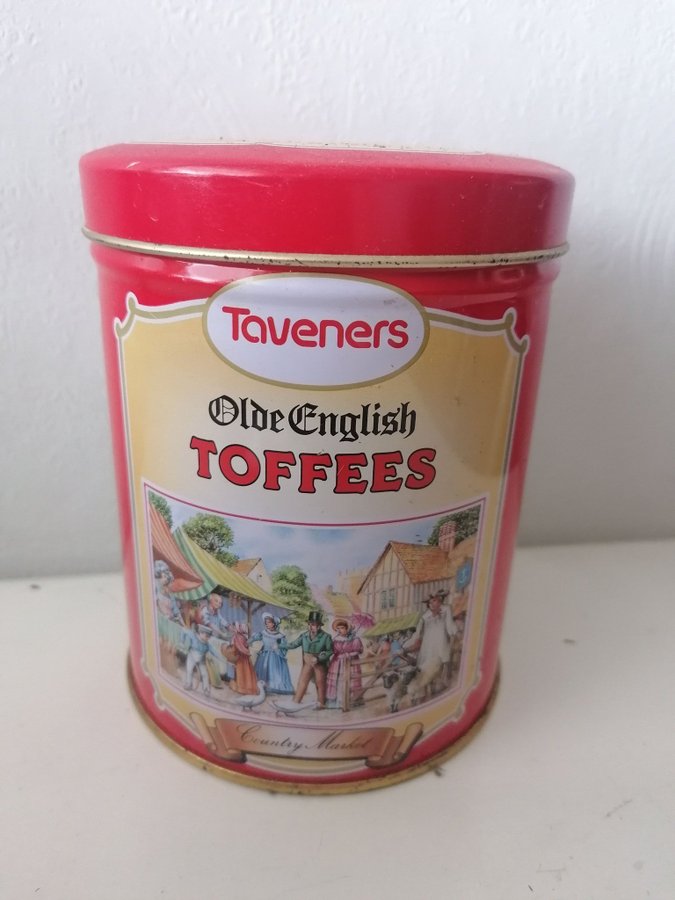 Taveners
Olde English
TOFFEES
Country Market